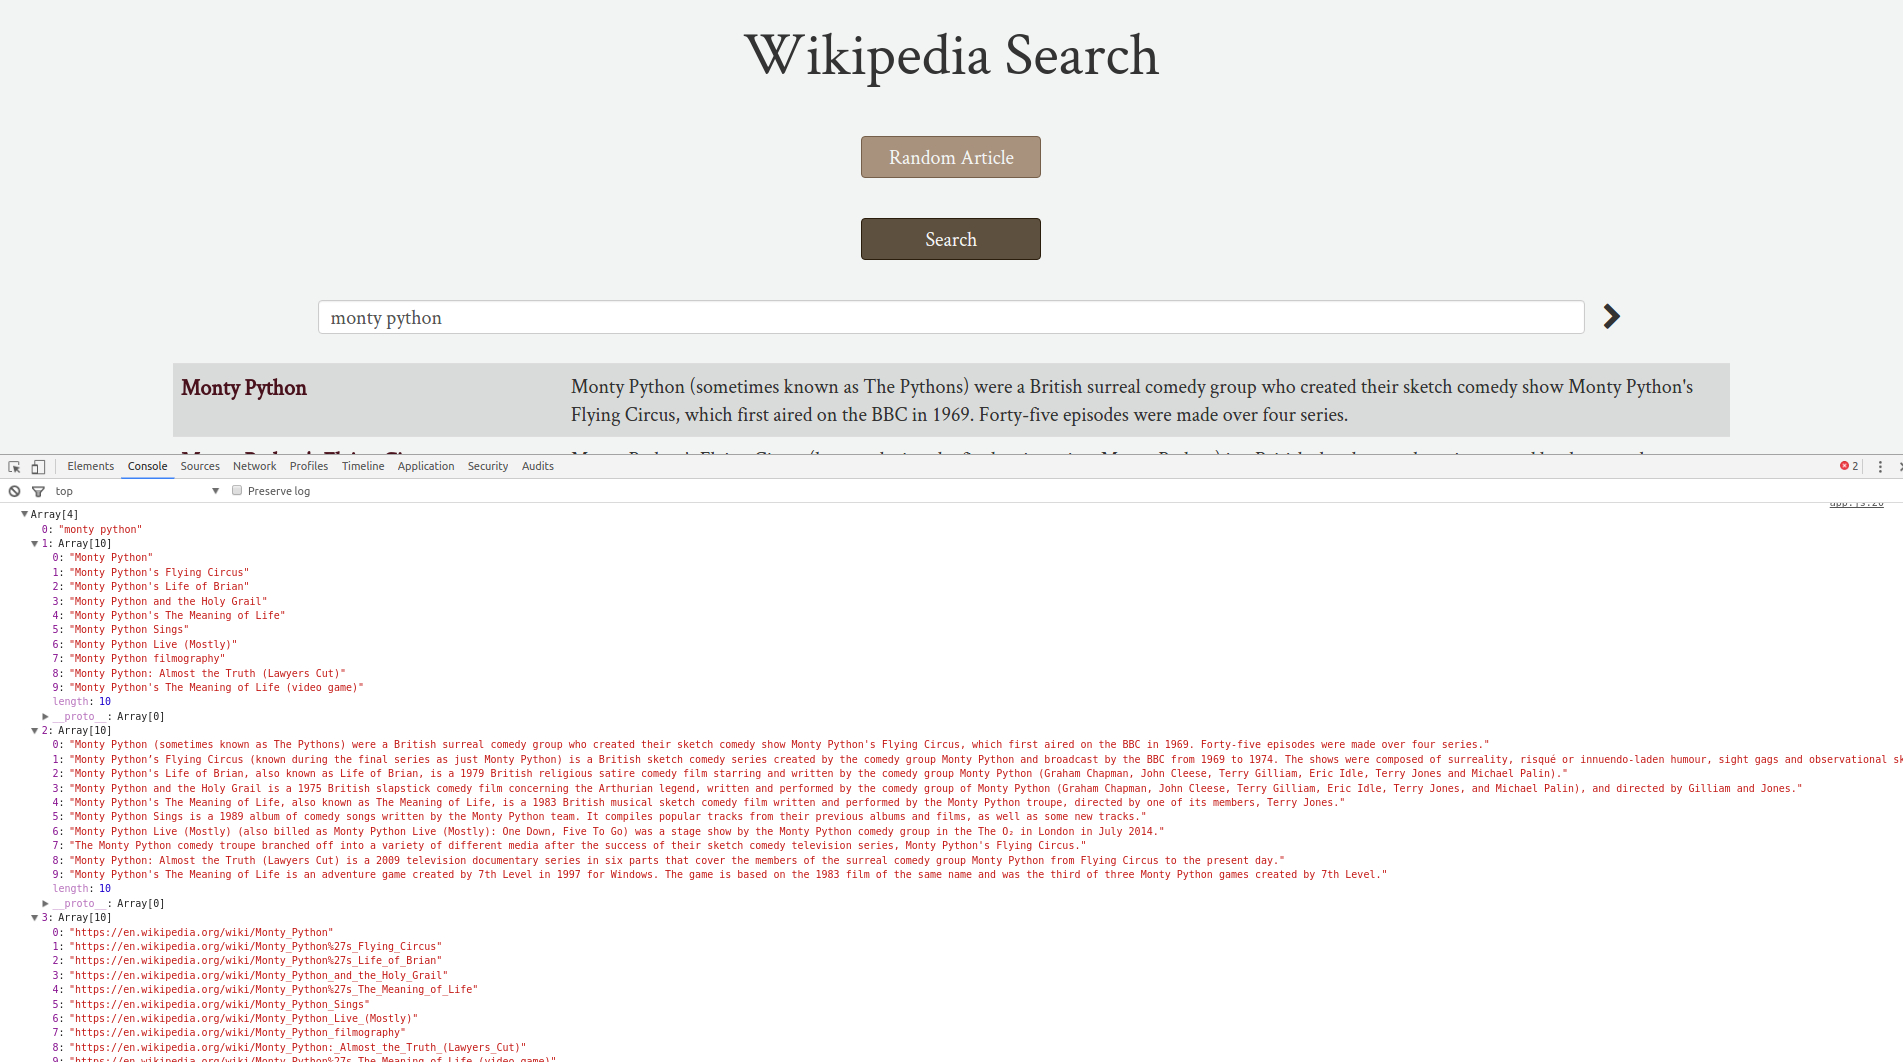 Wikipedia Search
Random Article
Search
monty python
Monty Python
Monty Python (sometimes known as The Pythons) were a British surreal comedy group who created their sketch comedy show Monty Python's
Flying Circus, which first aired on the BBC in 1969. Forty-five episodes were made over four series.
Elements Console Sources Network Profiles Timeline Application Security Audits 2
top Preserve log
app.js:26
Array[4]
0: "monty python"
1: Array[10]
0: "Monty Python"
1: "Monty Python's Flying Circus"
2: "Monty Python's Life of Brian"
3: "Monty Python and the Holy Grail"
4: "Monty Python's The Meaning of Life"
5: "Monty Python Sings"
6: "Monty Python Live (Mostly)"
7: "Monty Python filmography"
8: "Monty Python: Almost the Truth (Lawyers Cut)"
9: "Monty Python's The Meaning of Life (video game)"
length: 10
__proto__: Array[0]
2: Array[10]
0: "Monty Python (sometimes known as The Pythons) were a British surreal comedy group who created their sketch comedy show Monty Python's Flying Circus, which first aired on the BBC in 1969. Forty-five episodes were made over four series."
1: "Monty Python’s Flying Circus (known during the final series as just Monty Python) is a British sketch comedy series created by the comedy group Monty Python and broadcast by the BBC from 1969 to 1974. The shows were composed of surreality, risqué or innuendo-laden humour, sight gags and observational sk
2: "Monty Python's Life of Brian, also known as Life of Brian, is a 1979 British religious satire comedy film starring and written by the comedy group Monty Python (Graham Chapman, John Cleese, Terry Gilliam, Eric Idle, Terry Jones and Michael Palin)."
3: "Monty Python and the Holy Grail is a 1975 British slapstick comedy film concerning the Arthurian legend, written and performed by the comedy group of Monty Python (Graham Chapman, John Cleese, Terry Gilliam, Eric Idle, Terry Jones, and Michael Palin), and directed by Gilliam and Jones."
4: "Monty Python's The Meaning of Life, also known as The Meaning of Life, is a 1983 British musical sketch comedy film written and performed by the Monty Python troupe, directed by one of its members, Terry Jones."
5: "Monty Python Sings is a 1989 album of comedy songs written by the Monty Python team. It compiles popular tracks from their previous albums and films, as well as some new tracks."
6: "Monty Python Live (Mostly) (also billed as Monty Python Live (Mostly): One Down, Five To Go) was a stage show by the Monty Python comedy group in the The O₂ in London in July 2014."
7: "The Monty Python comedy troupe branched off into a variety of different media after the success of their sketch comedy television series, Monty Python's Flying Circus."
8: "Monty Python: Almost the Truth (Lawyers Cut) is a 2009 television documentary series in six parts that cover the members of the surreal comedy group Monty Python from Flying Circus to the present day."
9: "Monty Python's The Meaning of Life is an adventure game created by 7th Level in 1997 for Windows. The game is based on the 1983 film of the same name and was the third of three Monty Python games created by 7th Level."
length: 10
__proto__: Array[0]
3: Array[10]
0: "https://en.wikipedia.org/wiki/Monty_Python"
1: "https://en.wikipedia.org/wiki/Monty_Python%27s_Flying_Circus"
2: "https://en.wikipedia.org/wiki/Monty_Python%27s_Life_of_Brian"
3: "https://en.wikipedia.org/wiki/Monty_Python_and_the_Holy_Grail"
4: "https://en.wikipedia.org/wiki/Monty_Python%27s_The_Meaning_of_Life"
5: "https://en.wikipedia.org/wiki/Monty_Python_Sings"
6: "https://en.wikipedia.org/wiki/Monty_Python_Live_(Mostly)"
7: "https://en.wikipedia.org/wiki/Monty_Python_filmography"
8: "https://en.wikipedia.org/wiki/Monty_Python:_Almost_the_Truth_(Lawyers_Cut)"
9: "https://en.wikipedia.org/wiki/Monty_Python%27s_The_Meaning_of_Life_(video_game)"